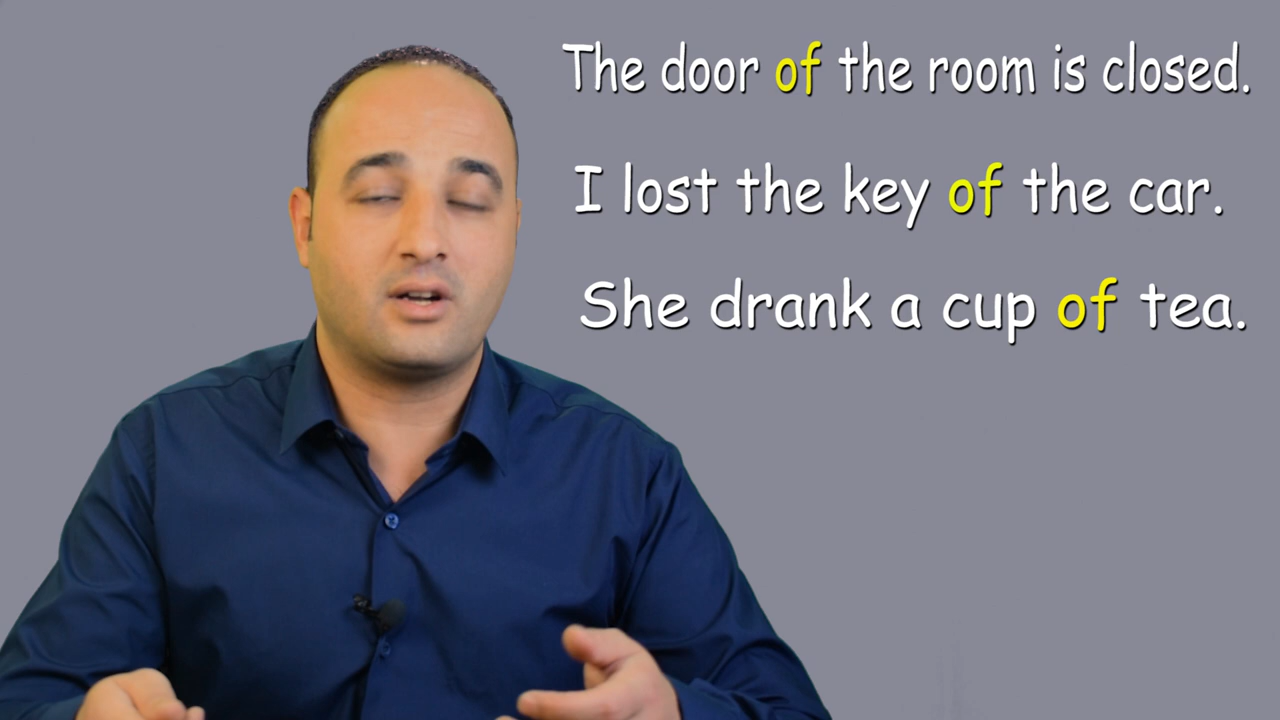 The door of the room is closed.
I lost the key of the car.
She drank a cup of tea.